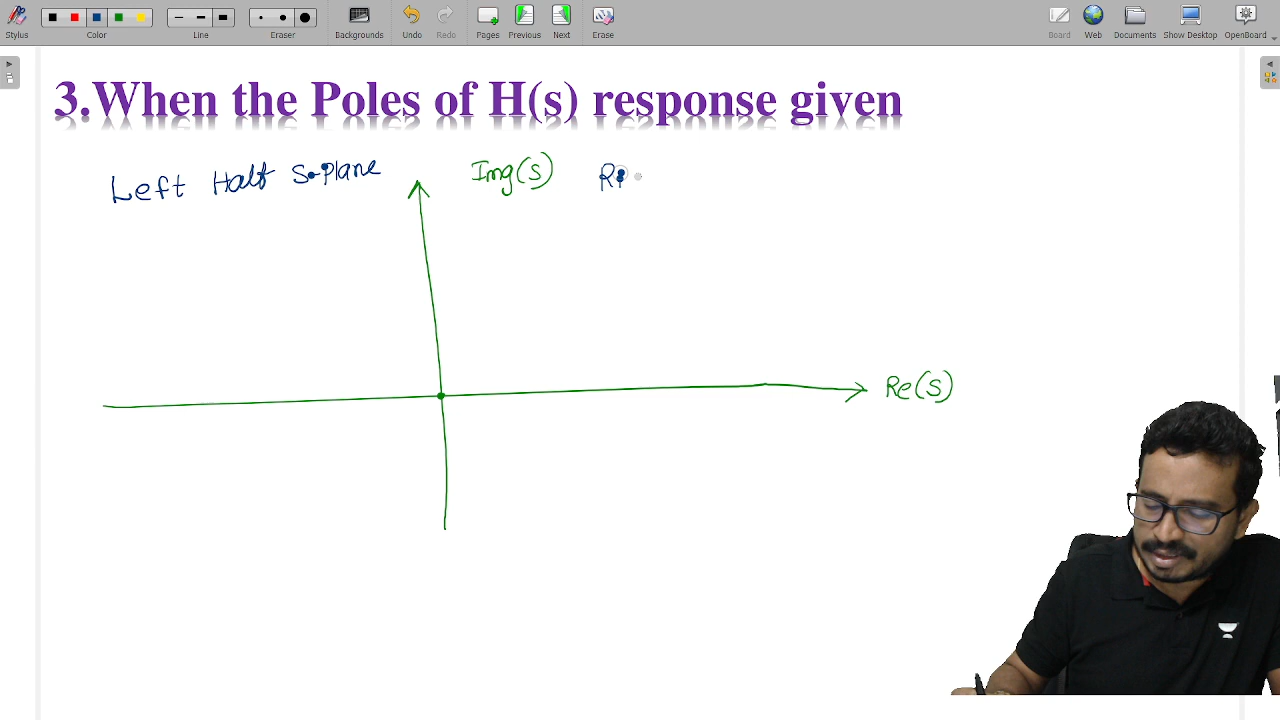 Stylus
Color
Line
Eraser
Backgrounds
Undo
Redo
Pages
Previous
Next
Erase
Board
Web
Documents
Show Desktop
OpenBoard
3.When the Poles of H(s) response given
Left Half S-Plane
Img(s)
Ri
Re(s)